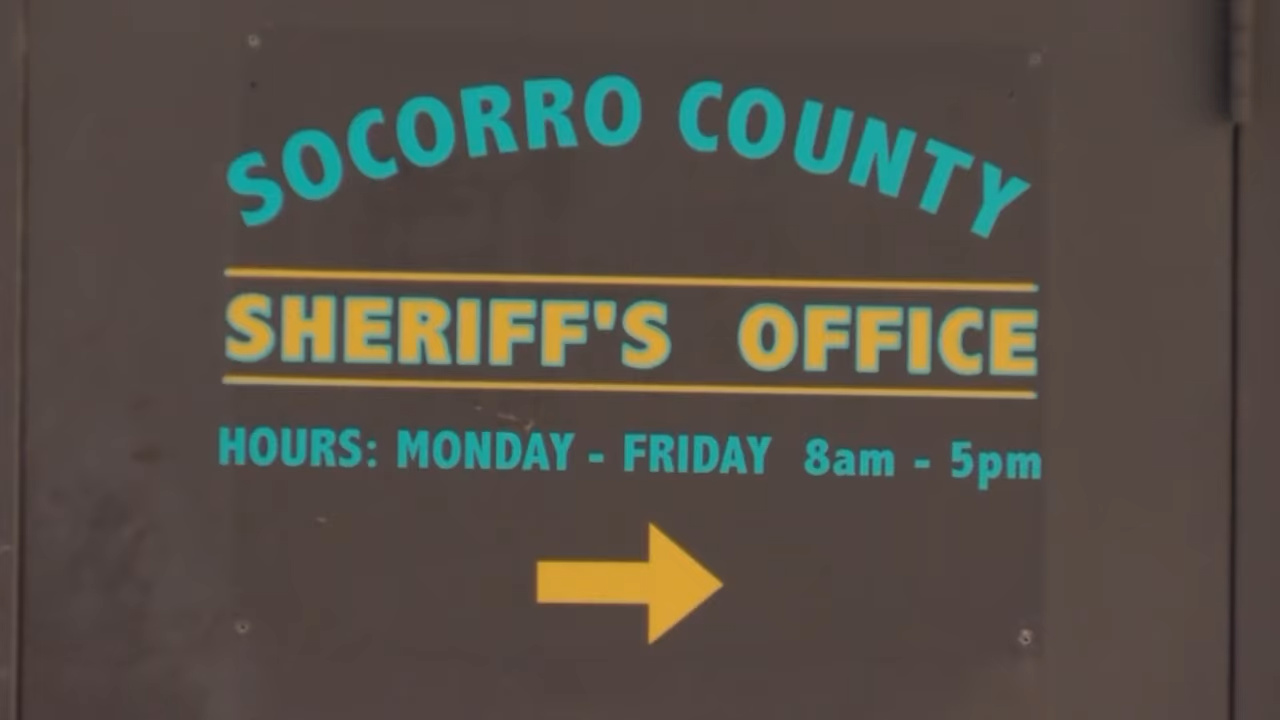 SOCORRO COUNTY
SHERIFF'S OFFICE
HOURS: MONDAY - FRIDAY 8am - 5pm